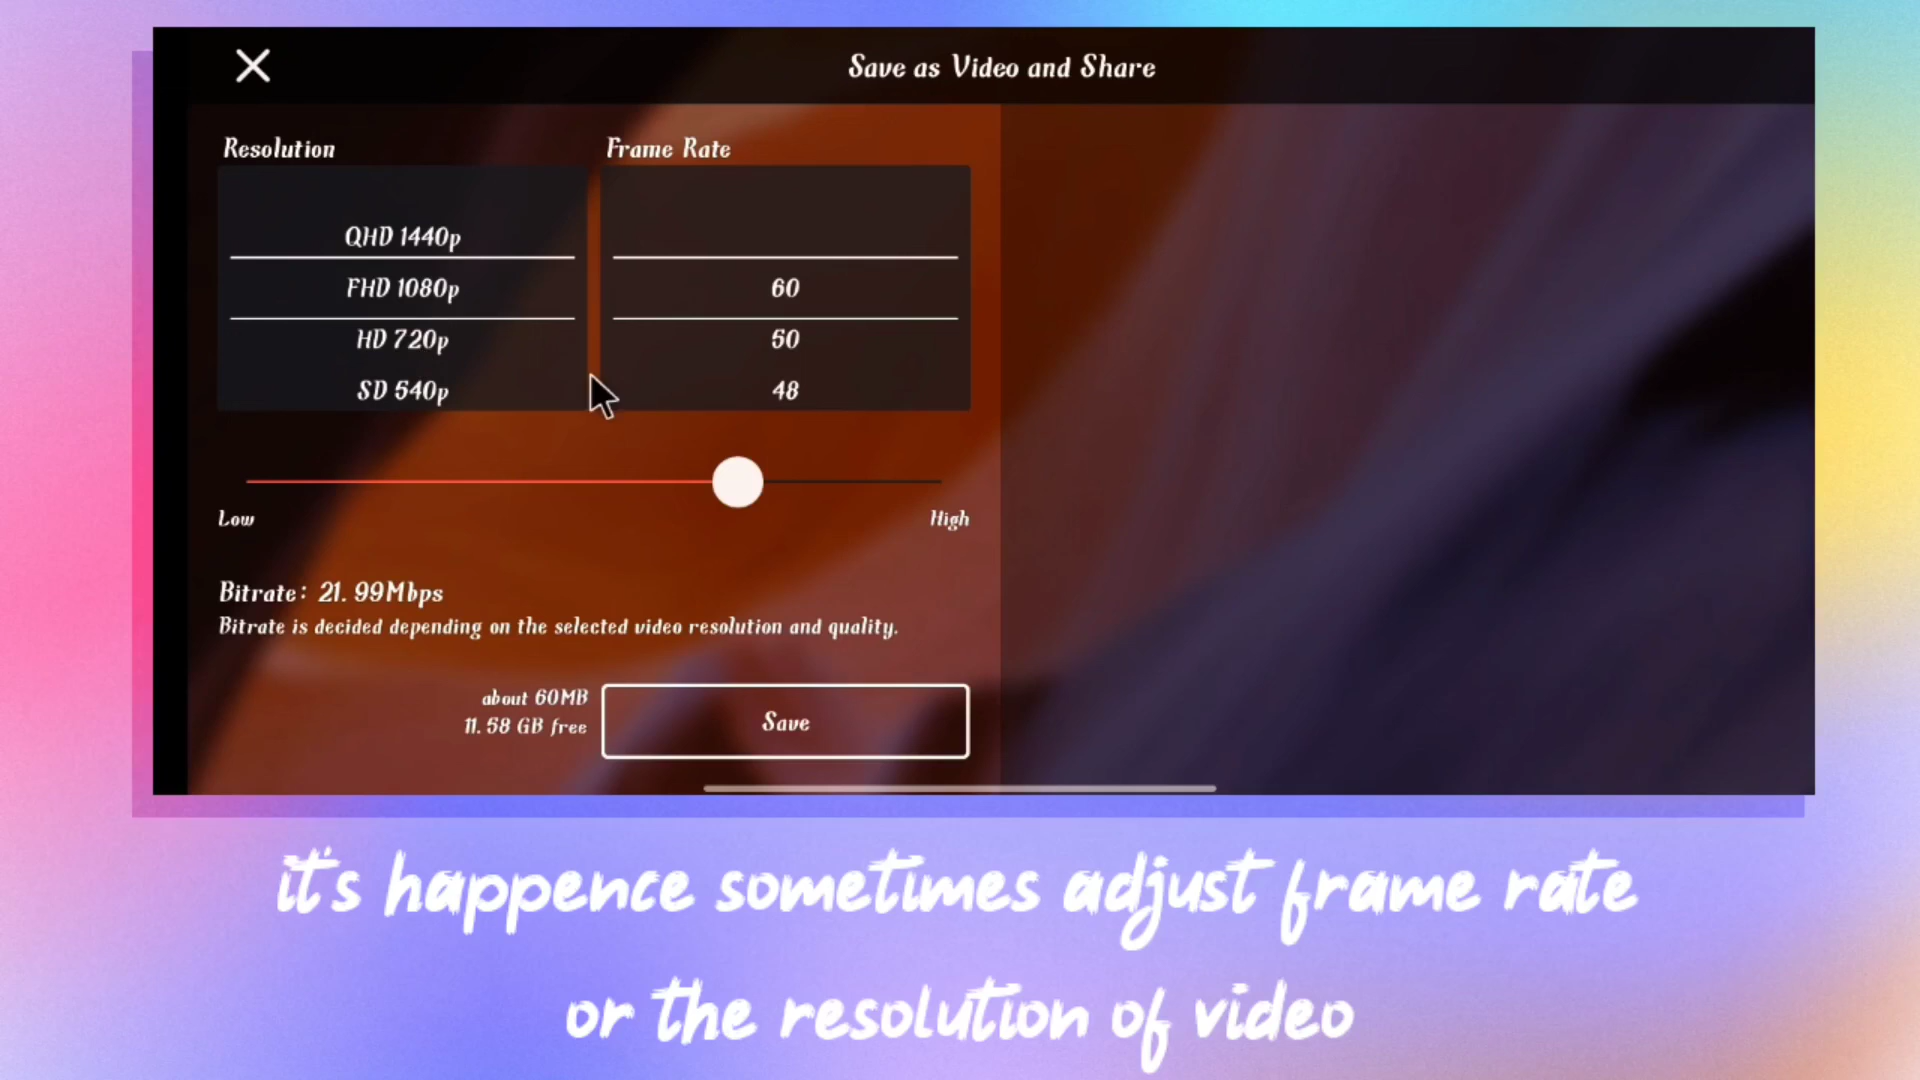 Save as Video and Share
Resolution
Frame Rate
QHD 1440p
FHD 1080p
60
HD 720p
50
SD 540p
48
Low
High
Bitrate: 21.99Mbps
Bitrate is decided depending on the selected video resolution and quality.
about 60MB
11.58 GB free
Save
it's happence sometimes adjust frame rate
or the resolution of video